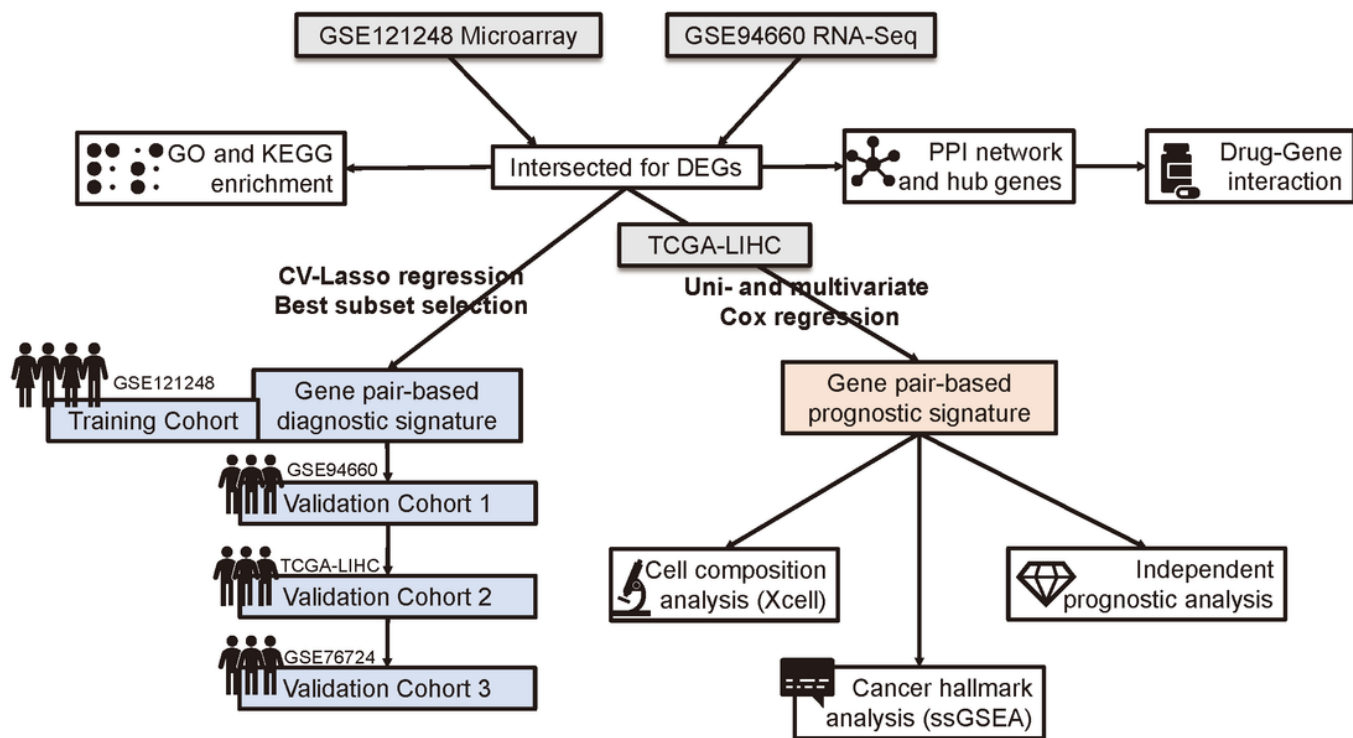 GSE121248 Microarray
GSE94660 RNA-Seq
GO and KEGG
enrichment
Intersected for DEGs
PPI network
and hub genes
Drug-Gene
interaction
TCGA-LIHC
CV-Lasso regression
Best subset selection
Uni- and multivariate
Cox regression
GSE121248
Training Cohort
Gene pair-based
diagnostic signature
Gene pair-based
prognostic signature
GSE94660
Validation Cohort 1
TCGA-LIHC
Validation Cohort 2
GSE76724
Validation Cohort 3
Cell composition
analysis (Xcell)
Independent
prognostic analysis
Cancer hallmark
analysis (ssGSEA)